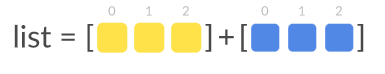 0 1 2 0 1 2
list = [ ] + [ ]